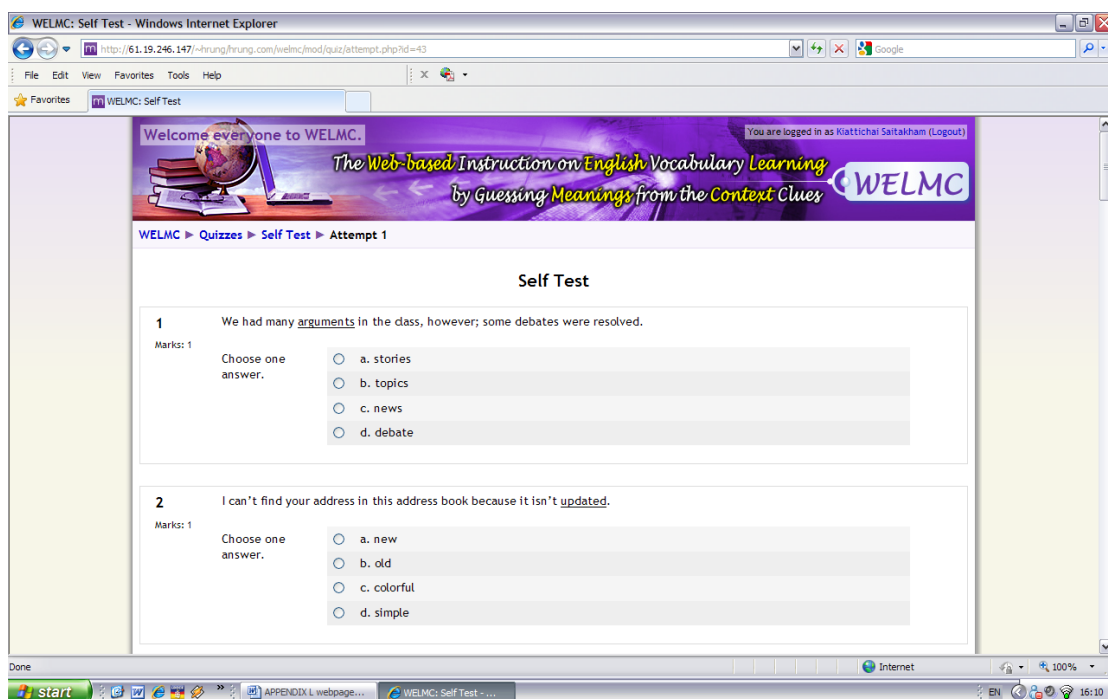 WELMC: Self Test - Windows Internet Explorer
http://61.19.246.147/~hrung/hrung.com/welmc/mod/quiz/attempt.php?id=43
Google
File Edit View Favorites Tools Help
x
Favorites
WELMC: Self Test
Welcome everyone to WELMC.
You are logged in as Kiattichai Saitakham (Logout)
The Web-based Instruction on English Vocabulary Learning
by Guessing Meanings from the Context Clues
WELMC
WELMC ► Quizzes ► Self Test ► Attempt 1
Self Test
1
We had many arguments in the class, however; some debates were resolved.
Marks: 1
Choose one
answer.
a. stories
b. topics
c. news
d. debate
2
I can't find your address in this address book because it isn't updated.
Marks: 1
Choose one
answer.
a. new
b. old
c. colorful
d. simple
Done
Internet
100%
start
APPENDIX L webpage...
WELMC: Self Test - ...
EN
16:10